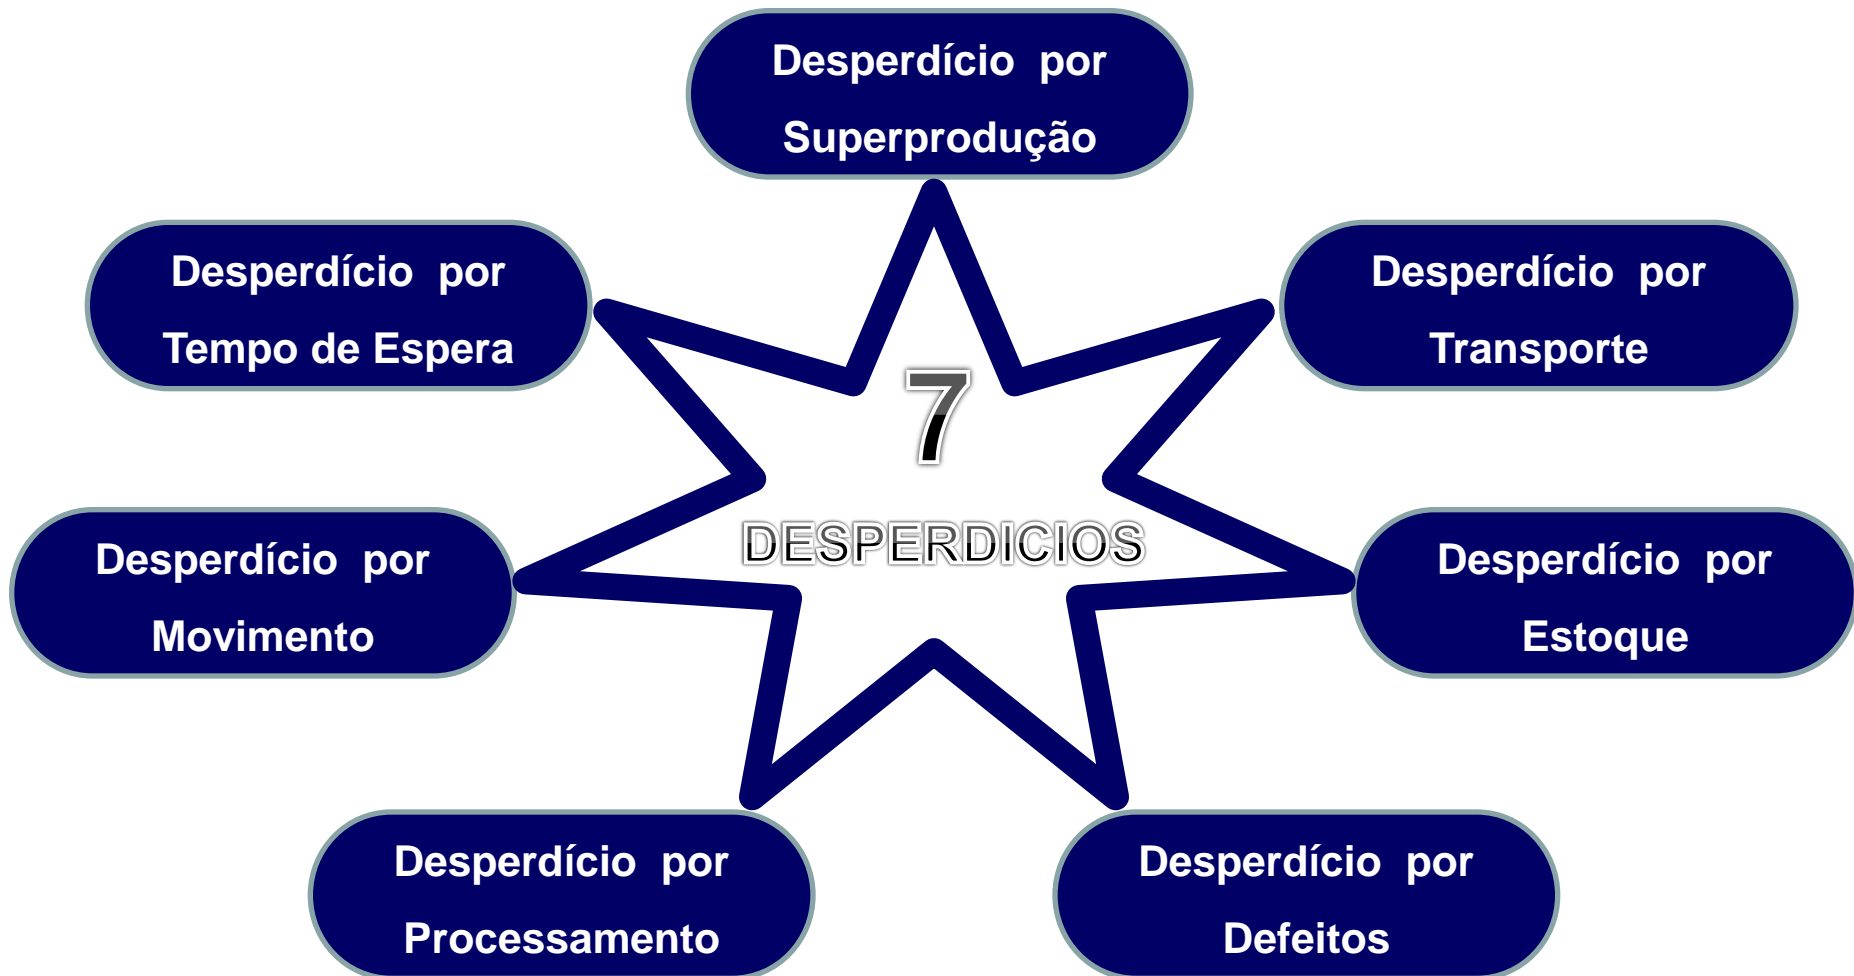 Desperdício por
Superprodução
Desperdício por
Tempo de Espera
Desperdício por
Transporte
7
DESPERDICIOS
Desperdício por
Movimento
Desperdício por
Estoque
Desperdício por
Processamento
Desperdício por
Defeitos